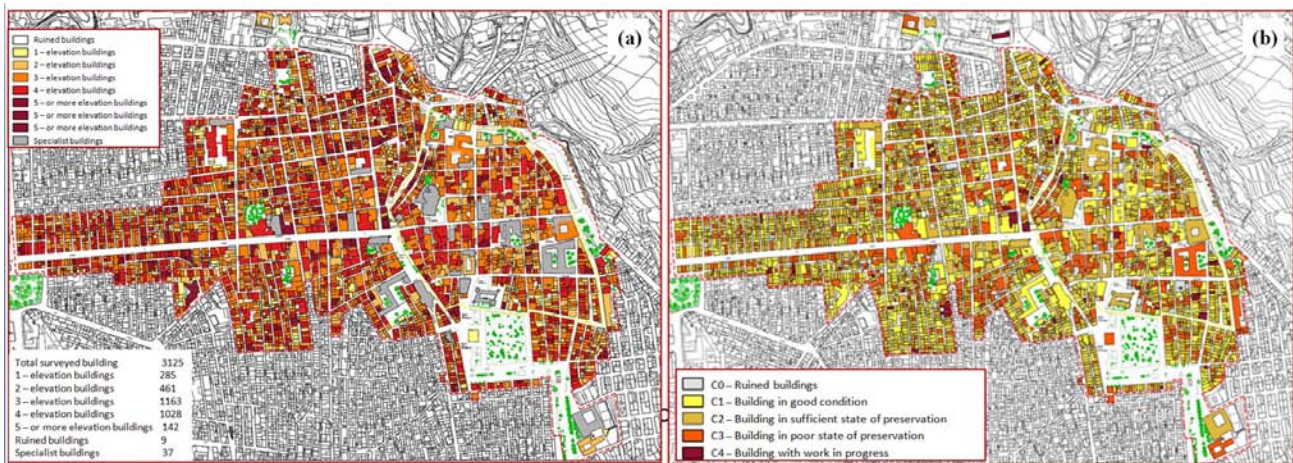 (a)
Ruined buildings
1 – elevation buildings
2 – elevation buildings
3 – elevation buildings
4 – elevation buildings
5 – or more elevation buildings
5 – or more elevation buildings
5 – or more elevation buildings
Specialist buildings
Total surveyed building 3125
1 – elevation buildings 285
2 – elevation buildings 461
3 – elevation buildings 1163
4 – elevation buildings 1028
5 – or more elevation buildings 142
Ruined buildings 9
Specialist buildings 37
(b)
C0 – Ruined buildings
C1 – Building in good condition
C2 – Building in sufficient state of preservation
C3 – Building in poor state of preservation
C4 – Building with work in progress